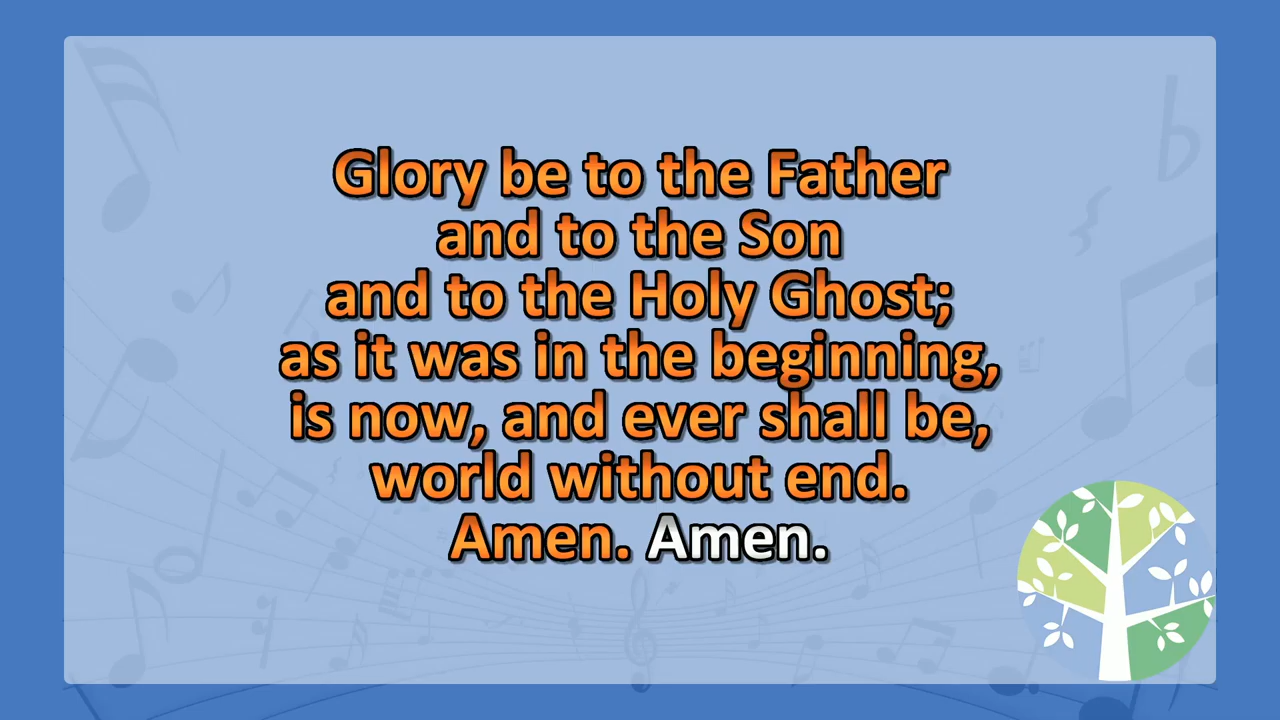 Glory be to the Father
and to the Son
and to the Holy Ghost;
as it was in the beginning,
is now, and ever shall be,
world without end.
Amen. Amen.